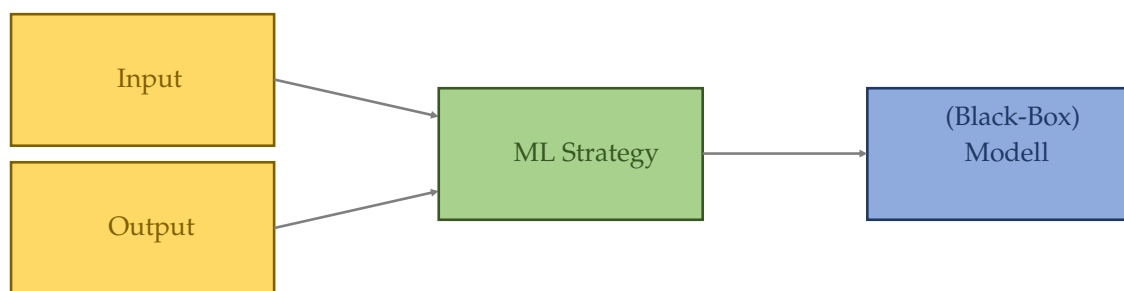 Input
Output
ML Strategy
(Black-Box)
Modell